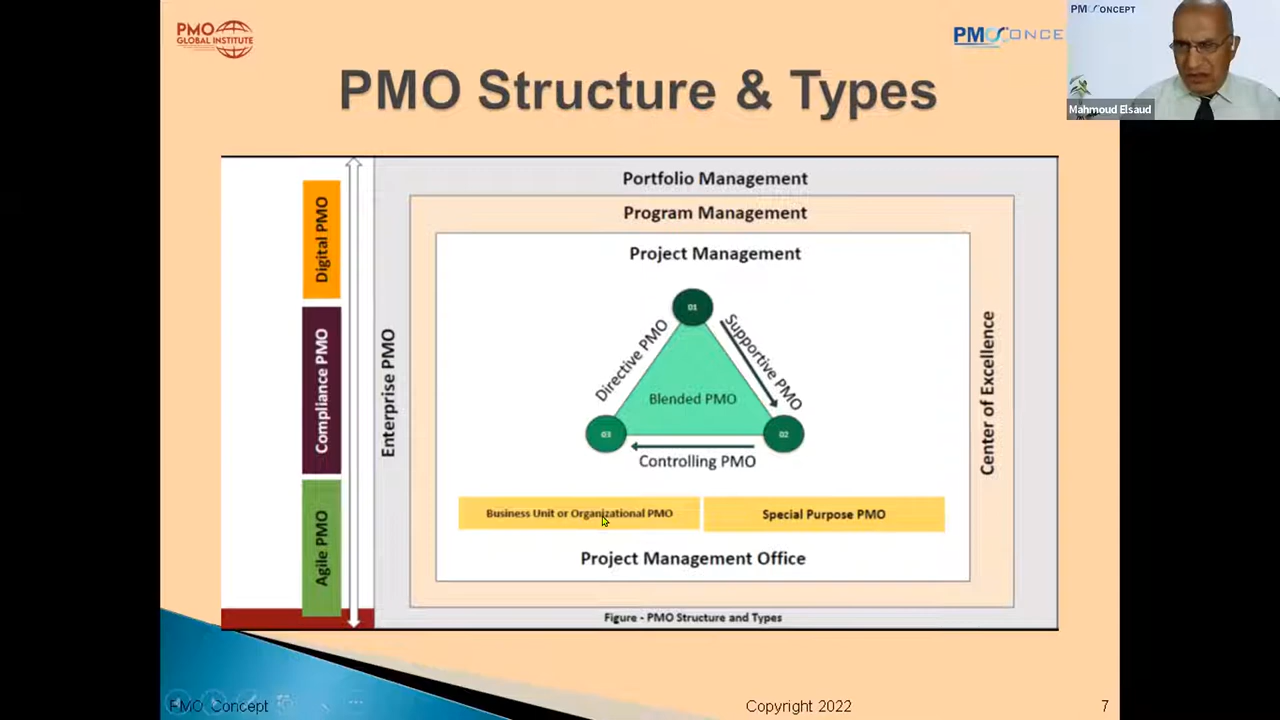 PMO
GLOBAL INSTITUTE
PMO CONCE
PM CONCEPT
Mahmoud Elsaud
PMO Structure & Types
Portfolio Management
Program Management
Project Management
Digital PMO
Compliance PMO
Agile PMO
Enterprise PMO
Center of Excellence
01
Directive PMO
Supportive PMO
Blended PMO
03
02
Controlling PMO
Business Unit or Organizational PMO
Special Purpose PMO
Project Management Office
Figure - PMO Structure and Types
PMO Concept
Copyright 2022
7